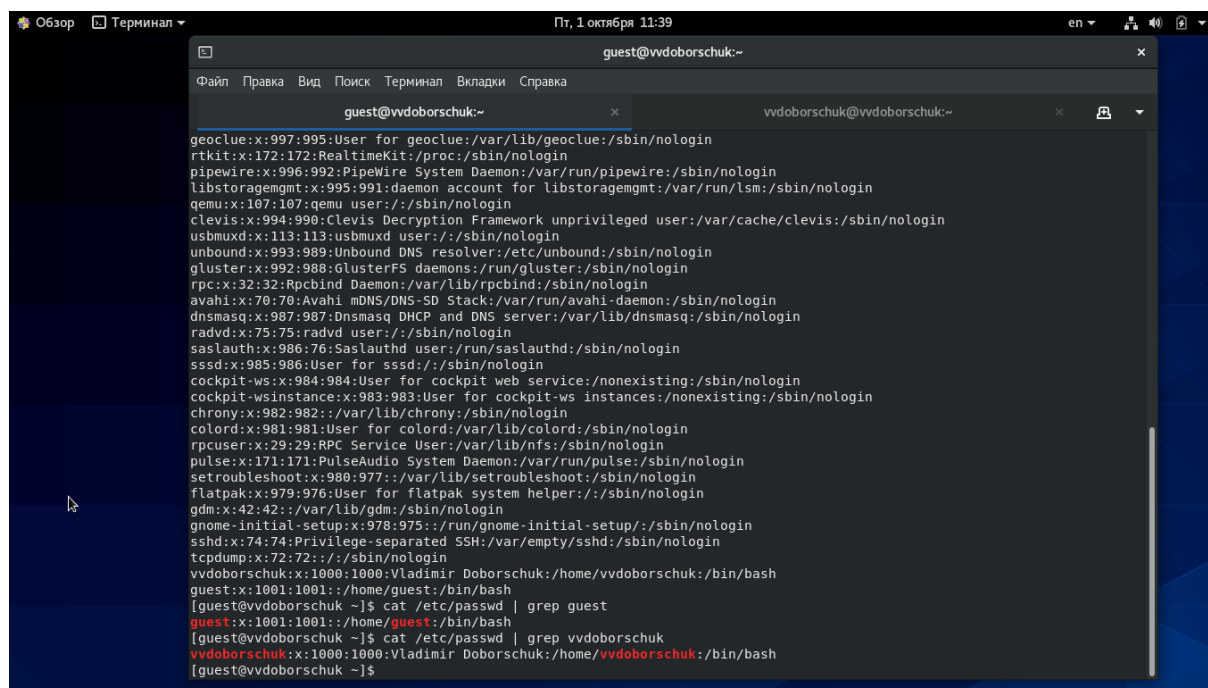 Обзор Терминал Пт, 1 октября 11:39 en
guest@vvdoborschuk:~ ×
Файл Правка Вид Поиск Терминал Вкладки Справка
guest@vvdoborschuk:~ × vvdoborschuk@vvdoborschuk:~ ×
geoclue:x:997:995:User for geoclue:/var/lib/geoclue:/sbin/nologin
rtkit:x:172:172:RealtimeKit:/proc:/sbin/nologin
pipewire:x:996:992:PipeWire System Daemon:/var/run/pipewire:/sbin/nologin
libstoragemgmt:x:995:991:daemon account for libstoragemgmt:/var/run/lsm:/sbin/nologin
qemu:x:107:107:qemu user:/:/sbin/nologin
clevis:x:994:990:Clevis Decryption Framework unprivileged user:/var/cache/clevis:/sbin/nologin
usbmuxd:x:113:113:usbmuxd user:/:/sbin/nologin
unbound:x:993:989:Unbound DNS resolver:/etc/unbound:/sbin/nologin
gluster:x:992:988:GlusterFS daemons:/run/gluster:/sbin/nologin
rpc:x:32:32:Rpcbind Daemon:/var/lib/rpcbind:/sbin/nologin
avahi:x:70:70:Avahi mDNS/DNS-SD Stack:/var/run/avahi-daemon:/sbin/nologin
dnsmasq:x:987:987:Dnsmasq DHCP and DNS server:/var/lib/dnsmasq:/sbin/nologin
radvd:x:75:75:radvd user:/:/sbin/nologin
saslauth:x:986:76:Saslauthd user:/run/saslauthd:/sbin/nologin
sssd:x:985:986:User for sssd:/:/sbin/nologin
cockpit-ws:x:984:984:User for cockpit web service:/nonexisting:/sbin/nologin
cockpit-wsinstance:x:983:983:User for cockpit-ws instances:/nonexisting:/sbin/nologin
chrony:x:982:982::/var/lib/chrony:/sbin/nologin
colord:x:981:981:User for colord:/var/lib/colord:/sbin/nologin
rpcuser:x:29:29:RPC Service User:/var/lib/nfs:/sbin/nologin
pulse:x:171:171:PulseAudio System Daemon:/var/run/pulse:/sbin/nologin
setroubleshoot:x:980:977::/var/lib/setroubleshoot:/sbin/nologin
flatpak:x:979:976:User for flatpak system helper:/:/sbin/nologin
gdm:x:42:42::/var/lib/gdm:/sbin/nologin
gnome-initial-setup:x:978:975::/run/gnome-initial-setup/:/sbin/nologin
sshd:x:74:74:Privilege-separated SSH:/var/empty/sshd:/sbin/nologin
tcpdump:x:72:72::/:/sbin/nologin
vvdoborschuk:x:1000:1000:Vladimir Doborschuk:/home/vvdoborschuk:/bin/bash
guest:x:1001:1001::/home/guest:/bin/bash
[guest@vvdoborschuk ~]$ cat /etc/passwd | grep guest
guest:x:1001:1001::/home/guest:/bin/bash
[guest@vvdoborschuk ~]$ cat /etc/passwd | grep vvdoborschuk
vvdoborschuk:x:1000:1000:Vladimir Doborschuk:/home/vvdoborschuk:/bin/bash
[guest@vvdoborschuk ~]$